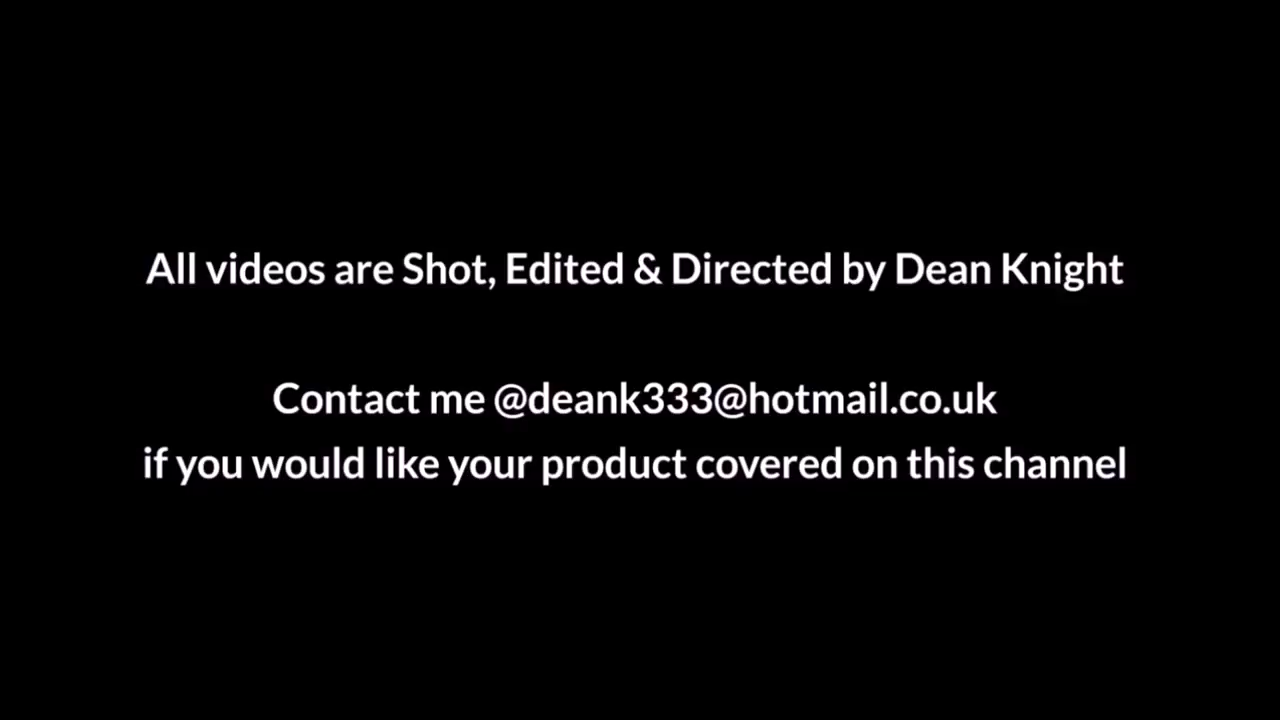 All videos are Shot, Edited & Directed by Dean Knight
Contact me @deank333@hotmail.co.uk
if you would like your product covered on this channel